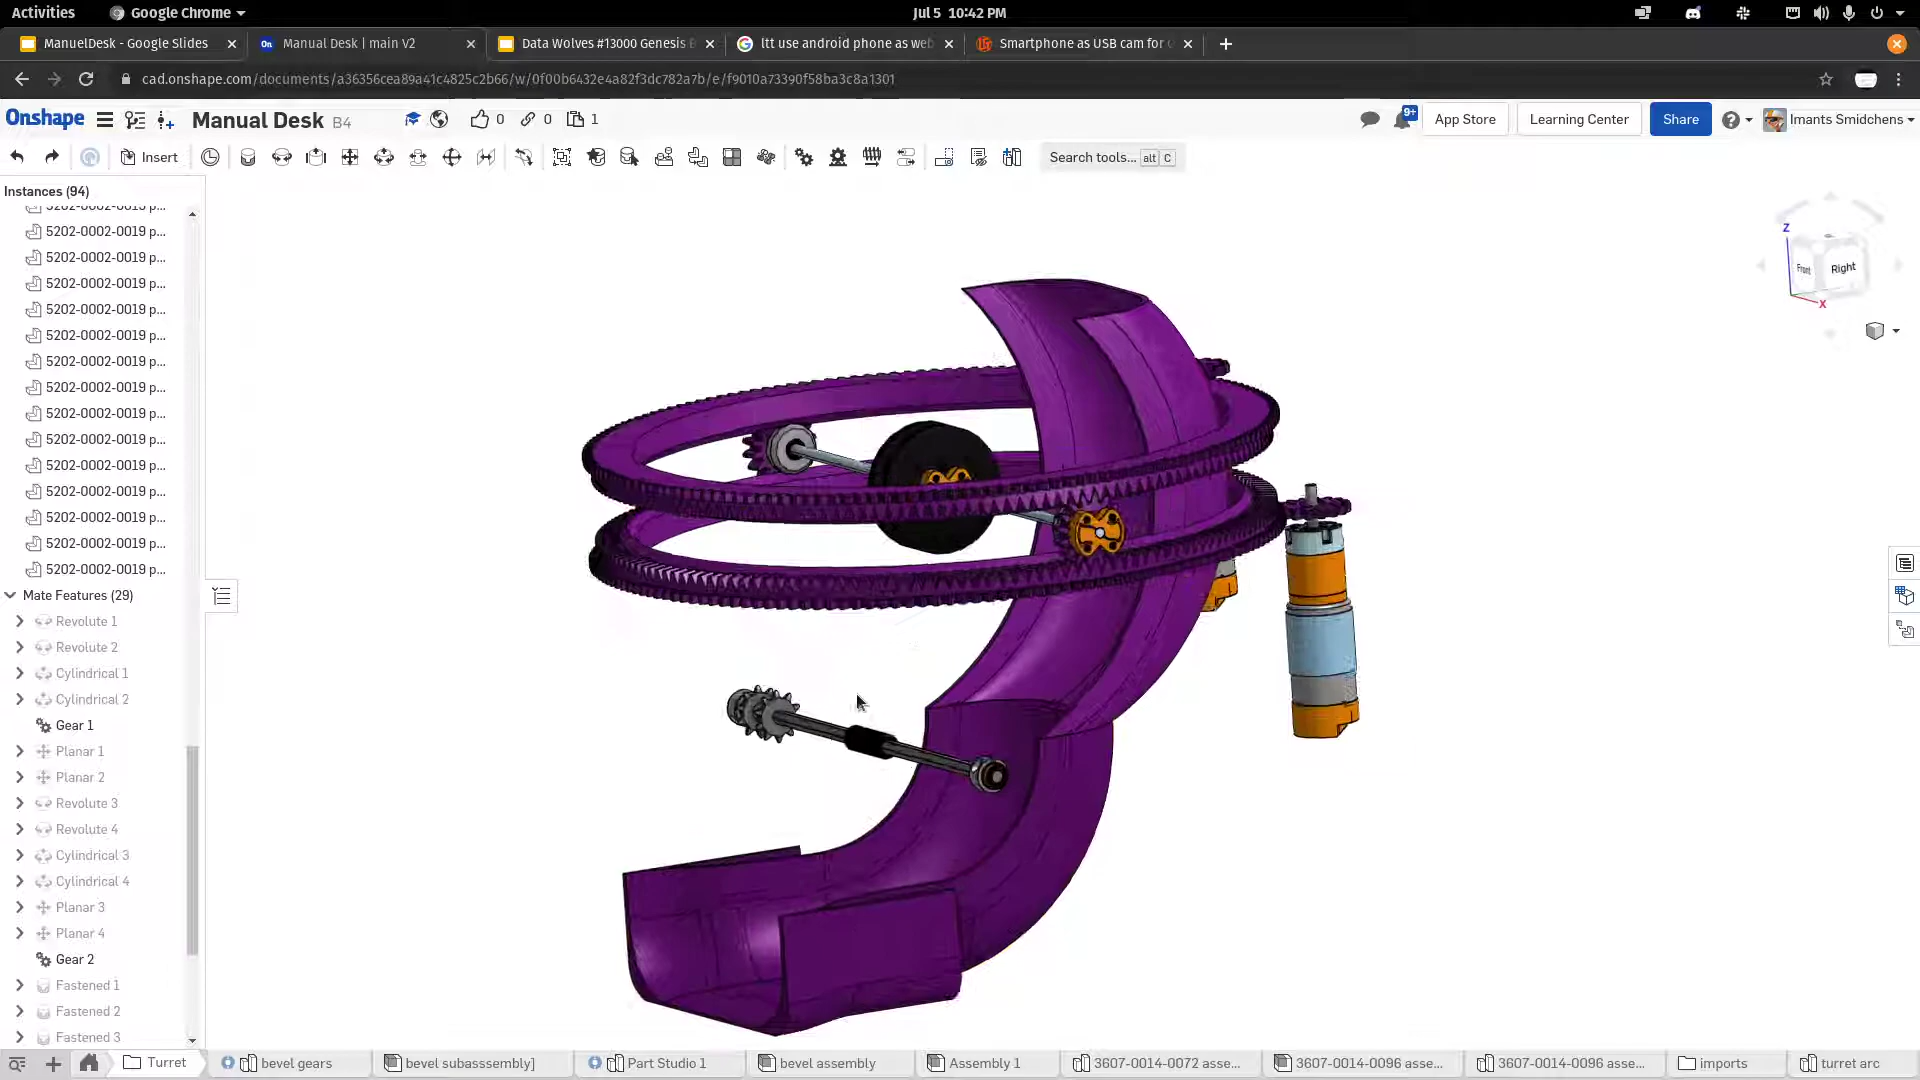 Activities
Google Chrome
Jul 5 10:42 PM
ManuelDesk - Google Slides
On
Manual Desk | main V2
Data Wolves #13000 Genesis
ltt use android phone as web
Smartphone as USB cam for
cad.onshape.com/documents/a36356cea89a41c4825c2b66/w/0f00b6432e4a82f3dc782a7b/e/f9010a73390f58ba3c8a1301
Onshape
Manual Desk B4
0
0
1
9+
App Store
Learning Center
Share
Imants Smidchens
Insert
Search tools... alt C
Instances (94)
5202-0002-0019 p...
5202-0002-0019 p...
5202-0002-0019 p...
5202-0002-0019 p...
5202-0002-0019 p...
5202-0002-0019 p...
5202-0002-0019 p...
5202-0002-0019 p...
5202-0002-0019 p...
5202-0002-0019 p...
5202-0002-0019 p...
5202-0002-0019 p...
5202-0002-0019 p...
5202-0002-0019 p...
Mate Features (29)
Revolute 1
Revolute 2
Cylindrical 1
Cylindrical 2
Gear 1
Planar 1
Planar 2
Revolute 3
Revolute 4
Cylindrical 3
Cylindrical 4
Planar 3
Planar 4
Gear 2
Fastened 1
Fastened 2
Fastened 3
Z
Front
Right
X
Turret
bevel gears
bevel subasssembly]
Part Studio 1
bevel assembly
Assembly 1
3607-0014-0072 asse...
3607-0014-0096 asse...
3607-0014-0096 asse...
imports
turret arc